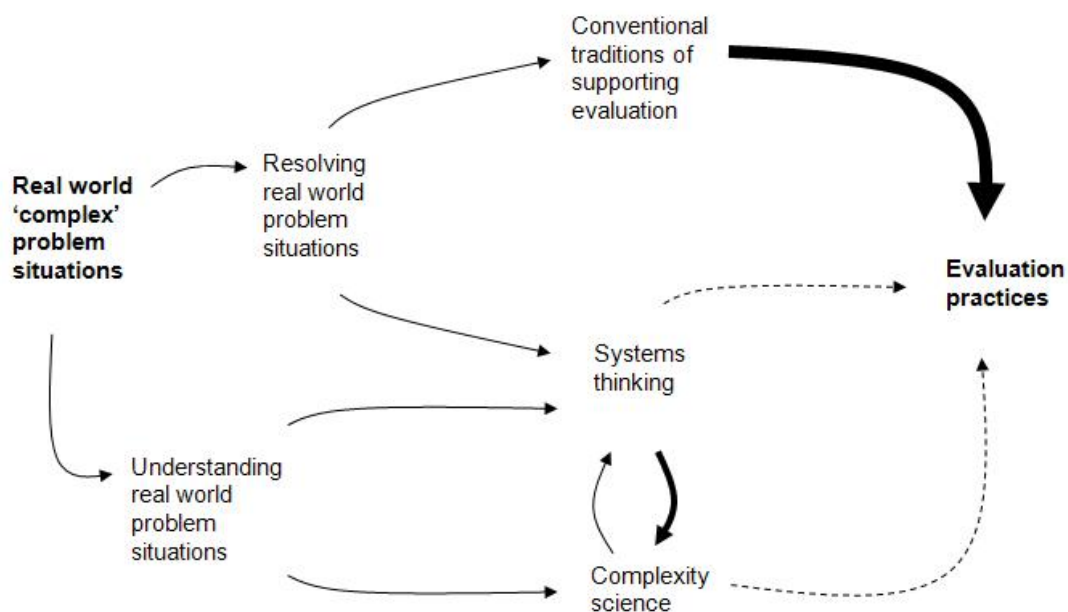 Conventional
traditions of
supporting
evaluation
Real world
‘complex’
problem
situations
Resolving
real world
problem
situations
Evaluation
practices
Systems
thinking
Understanding
real world
problem
situations
Complexity
science